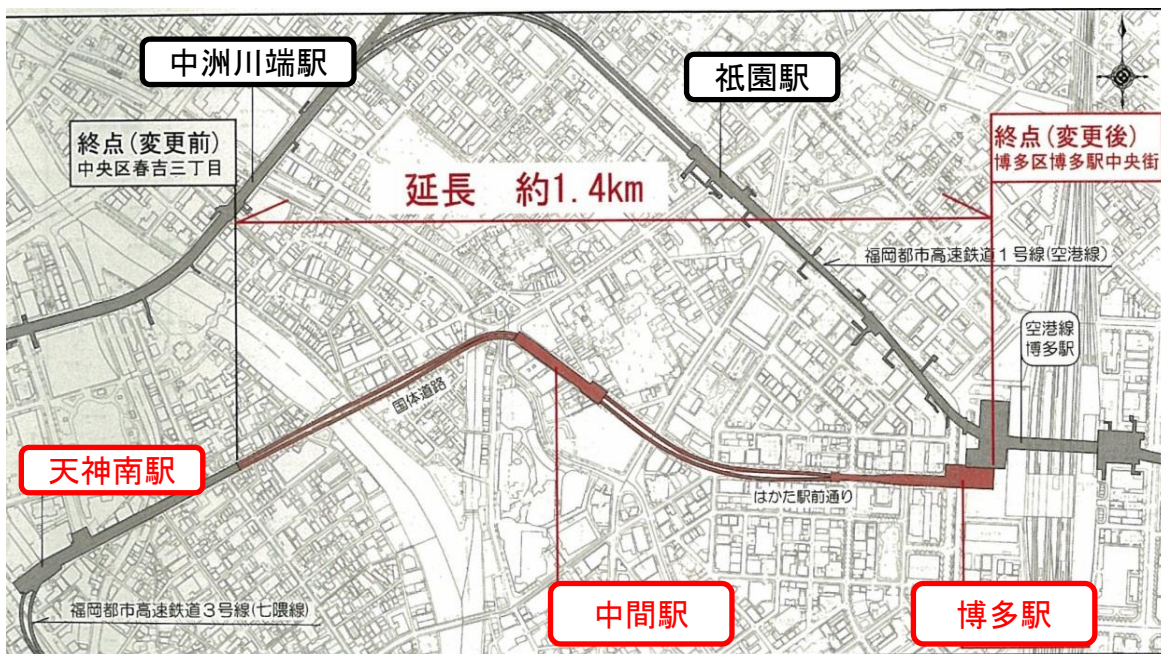 中洲川端駅
祇園駅
終点(変更前)
中央区春吉三丁目
終点(変更後)
博多区博多駅中央街
延長 約1.4km
福岡都市高速鉄道1号線(空港線)
空港線
博多駅
国体道路
天神南駅
はかた駅前通り
福岡都市高速鉄道3号線(七隈線)
中間駅
博多駅